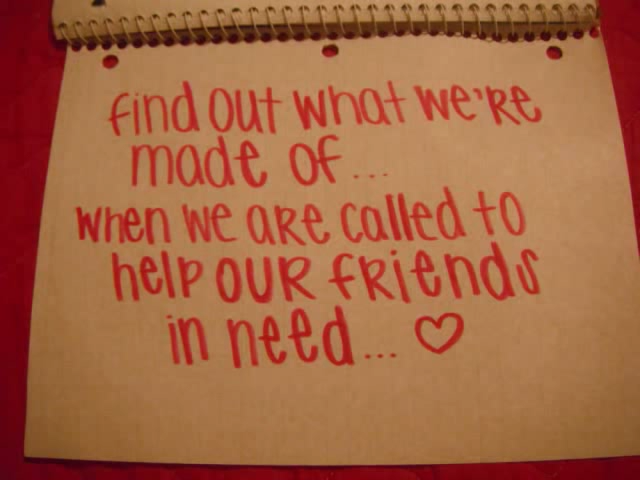 find out what we're
made of...
when we are called to
help our friends
in need... ♡